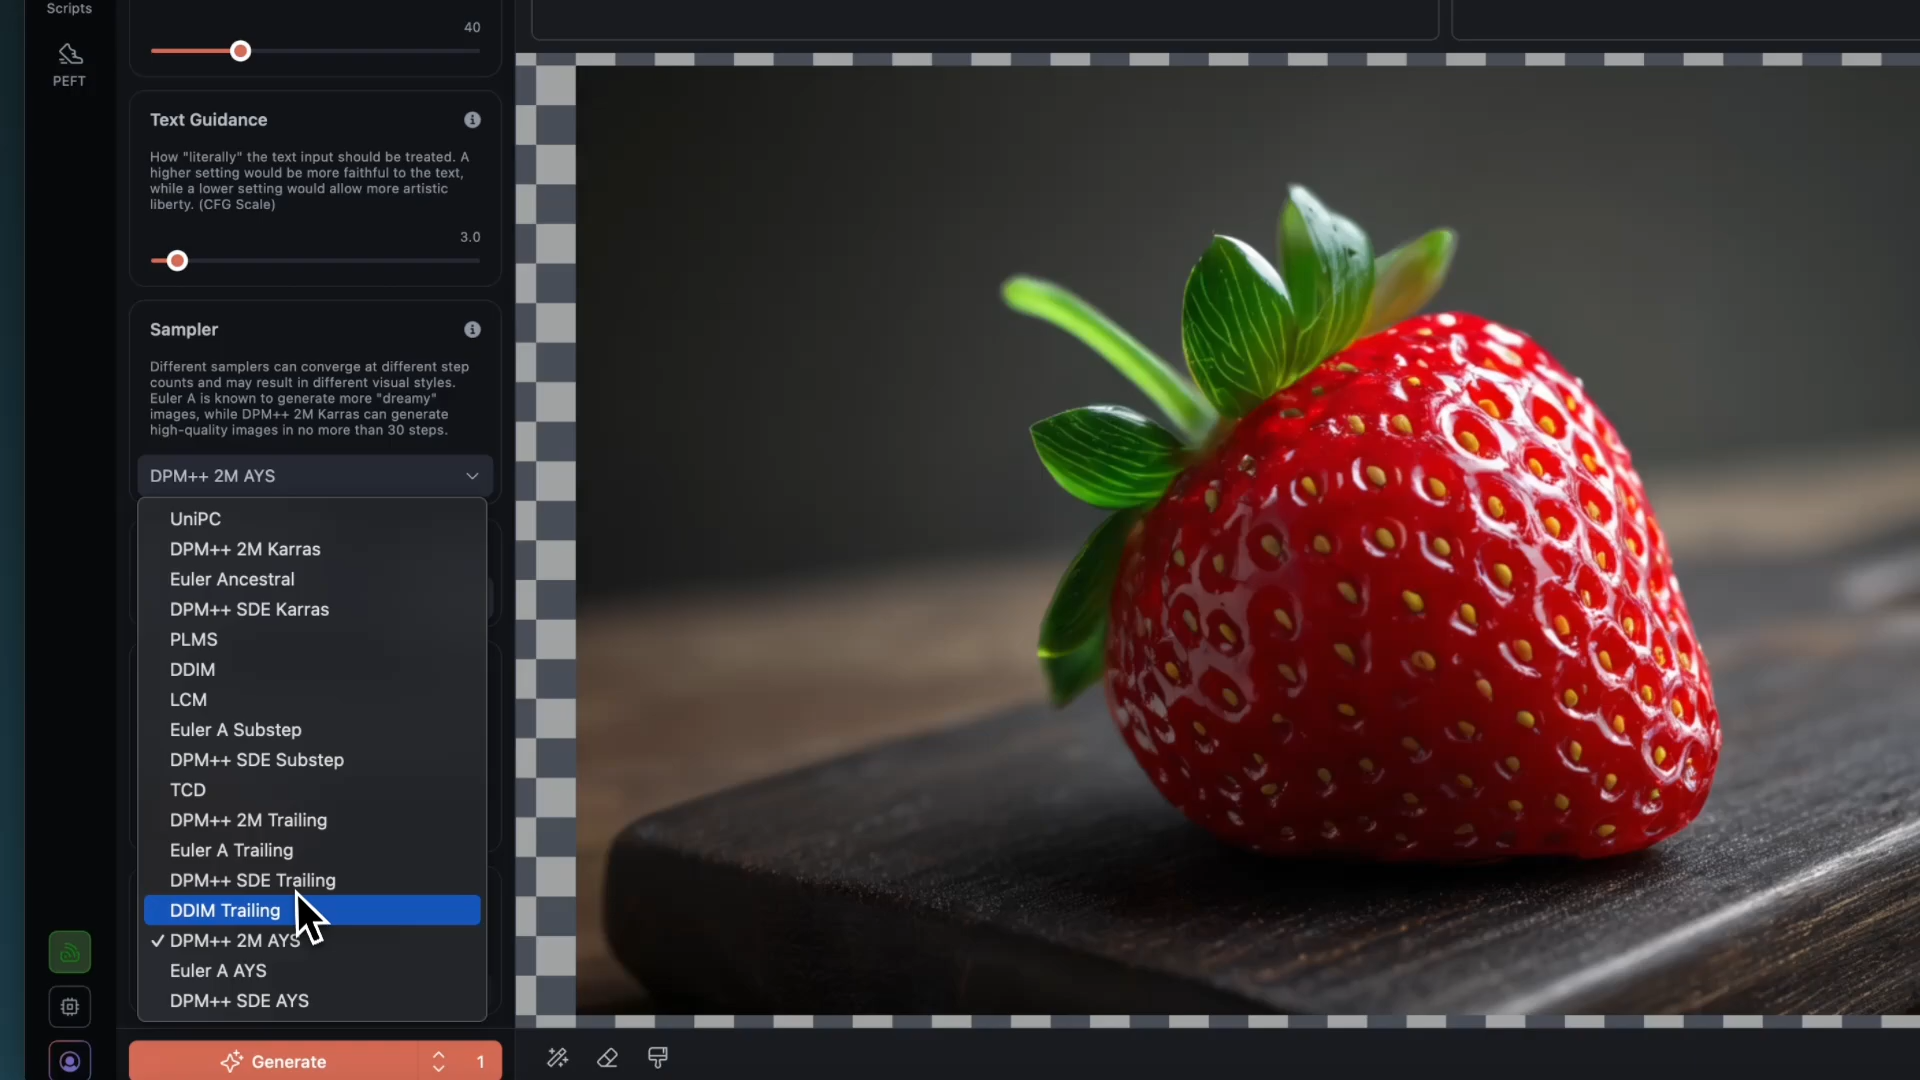 Scripts
PEFT
40
Text Guidance
How "literally" the text input should be treated. A
higher setting would be more faithful to the text,
while a lower setting would allow more artistic
liberty. (CFG Scale)
3.0
Sampler
Different samplers can converge at different step
counts and may result in different visual styles.
Euler A is known to generate more "dreamy"
images, while DPM++ 2M Karras can generate
high-quality images in no more than 30 steps.
DPM++ 2M AYS
UniPC
DPM++ 2M Karras
Euler Ancestral
DPM++ SDE Karras
PLMS
DDIM
LCM
Euler A Substep
DPM++ SDE Substep
TCD
DPM++ 2M Trailing
Euler A Trailing
DPM++ SDE Trailing
DDIM Trailing
✓ DPM++ 2M AYS
Euler A AYS
DPM++ SDE AYS
Generate
1